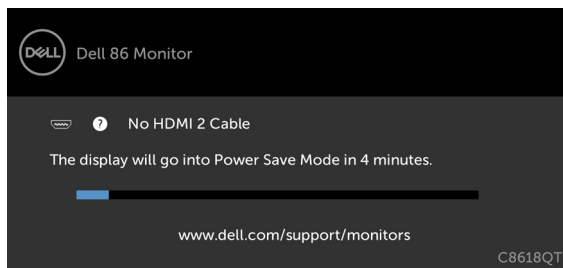 DELL Dell 86 Monitor
? No HDMI 2 Cable
The display will go into Power Save Mode in 4 minutes.
www.dell.com/support/monitors
C8618QT